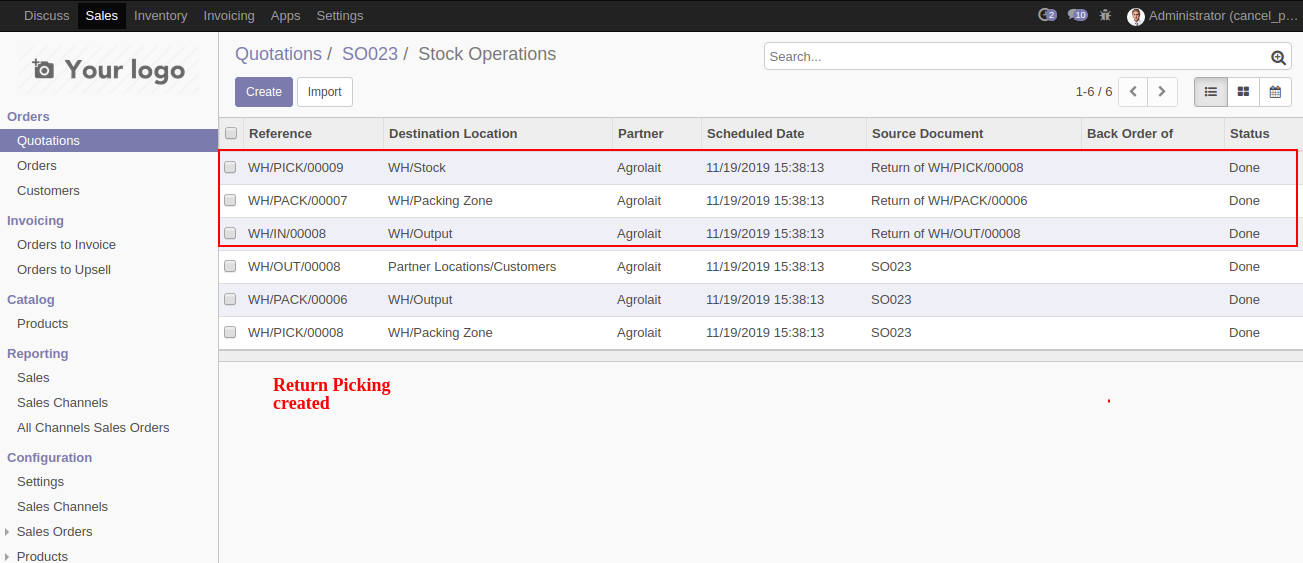 Discuss Sales Inventory Invoicing Apps Settings 2 10 Administrator (cancel_p…
Your logo
Quotations / SO023 / Stock Operations
Search...
Create Import
1-6 / 6
Orders
Quotations
Orders
Customers
Invoicing
Orders to Invoice
Orders to Upsell
Catalog
Products
Reporting
Sales
Sales Channels
All Channels Sales Orders
Configuration
Settings
Sales Channels
Sales Orders
Products
Reference Destination Location Partner Scheduled Date Source Document Back Order of Status
WH/PICK/00009 WH/Stock Agrolait 11/19/2019 15:38:13 Return of WH/PICK/00008 Done
WH/PACK/00007 WH/Packing Zone Agrolait 11/19/2019 15:38:13 Return of WH/PACK/00006 Done
WH/IN/00008 WH/Output Agrolait 11/19/2019 15:38:13 Return of WH/OUT/00008 Done
WH/OUT/00008 Partner Locations/Customers Agrolait 11/19/2019 15:38:13 SO023 Done
WH/PACK/00006 WH/Output Agrolait 11/19/2019 15:38:13 SO023 Done
WH/PICK/00008 WH/Packing Zone Agrolait 11/19/2019 15:38:13 SO023 Done
Return Picking
created